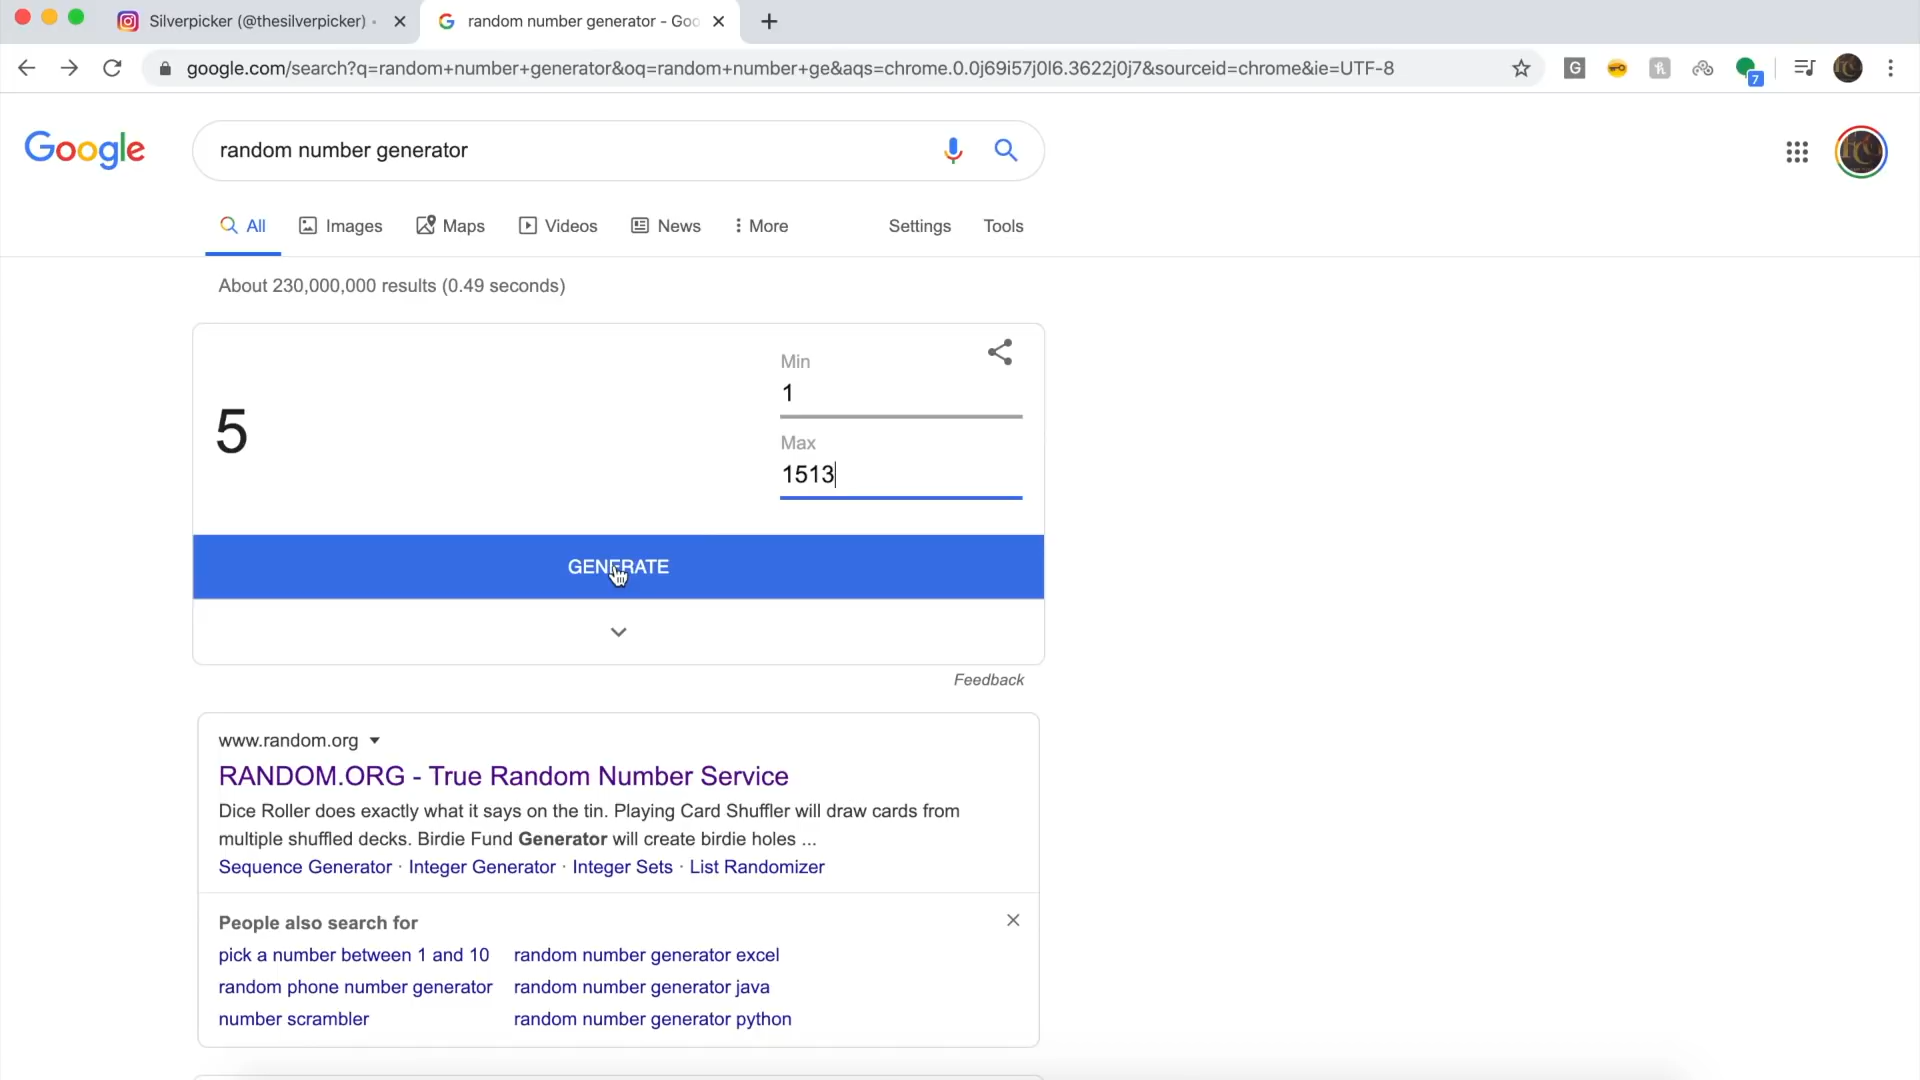 Silverpicker (@thesilverpicker) •
random number generator - Goo
google.com/search?q=random+number+generator&oq=random+number+ge&aqs=chrome.0.0j69i57j0l6.3622j0j7&sourceid=chrome&ie=UTF-8
G
7
Google
random number generator
All
Images
Maps
Videos
News
More
Settings
Tools
About 230,000,000 results (0.49 seconds)
5
Min
1
Max
1513
GENERATE
Feedback
www.random.org
RANDOM.ORG - True Random Number Service
Dice Roller does exactly what it says on the tin. Playing Card Shuffler will draw cards from
multiple shuffled decks. Birdie Fund Generator will create birdie holes ...
Sequence Generator · Integer Generator · Integer Sets · List Randomizer
People also search for
pick a number between 1 and 10
random number generator excel
random phone number generator
random number generator java
number scrambler
random number generator python